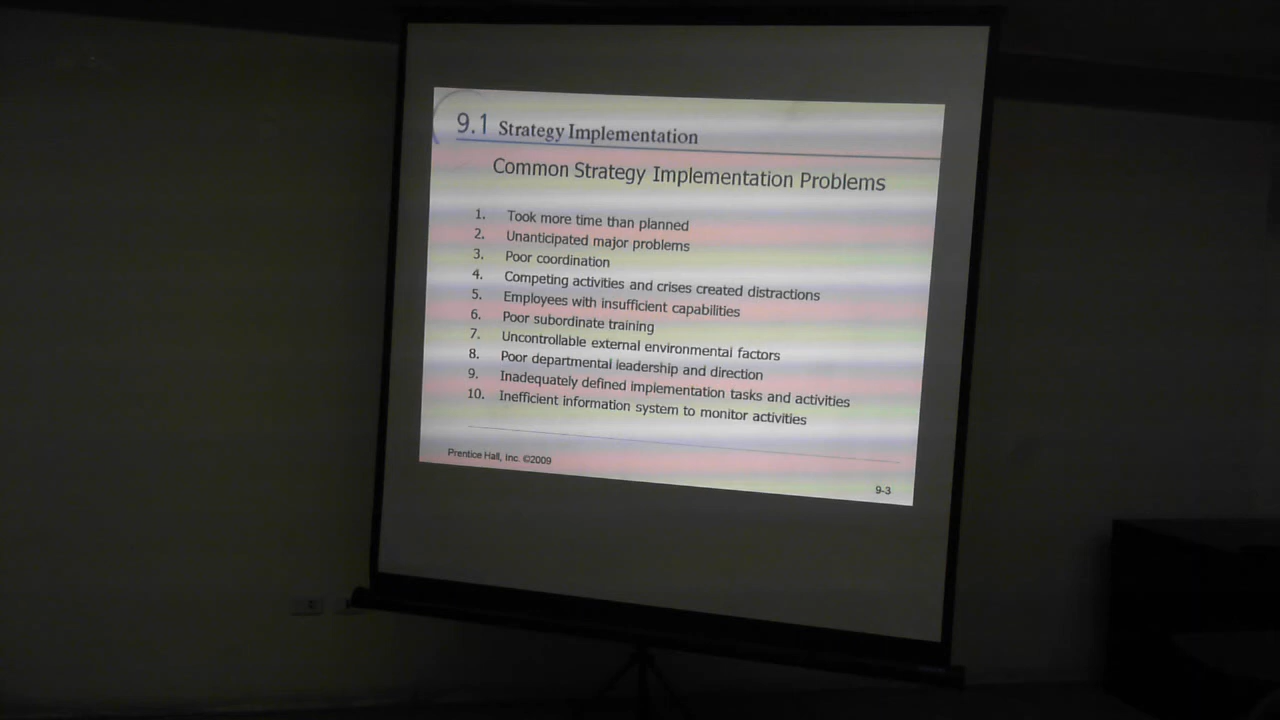 9.1 Strategy Implementation
Common Strategy Implementation Problems
1. Took more time than planned
2. Unanticipated major problems
3. Poor coordination
4. Competing activities and crises created distractions
5. Employees with insufficient capabilities
6. Poor subordinate training
7. Uncontrollable external environmental factors
8. Poor departmental leadership and direction
9. Inadequately defined implementation tasks and activities
10. Inefficient information system to monitor activities
Prentice Hall, Inc. ©2009
9-3